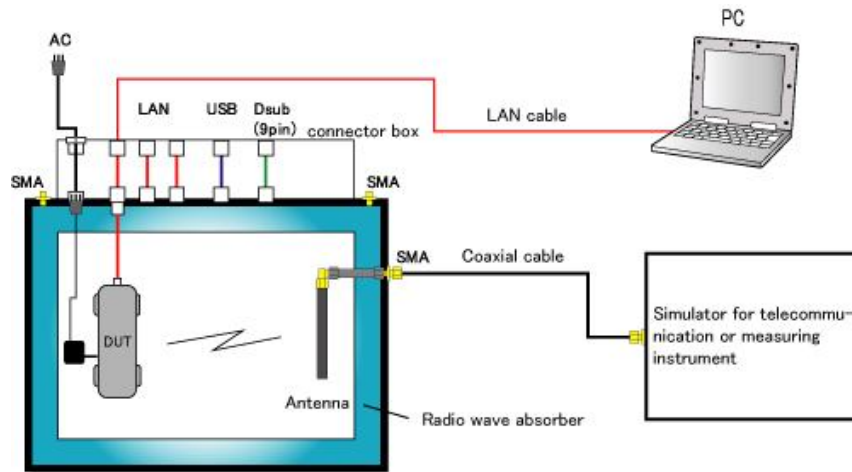 PC
AC
LAN
USB
Dsub
(9pin)
connector box
LAN cable
SMA
SMA
SMA
Coaxial cable
DUT
Simulator for telecommu-
nication or measuring
instrument
Antenna
Radio wave absorber